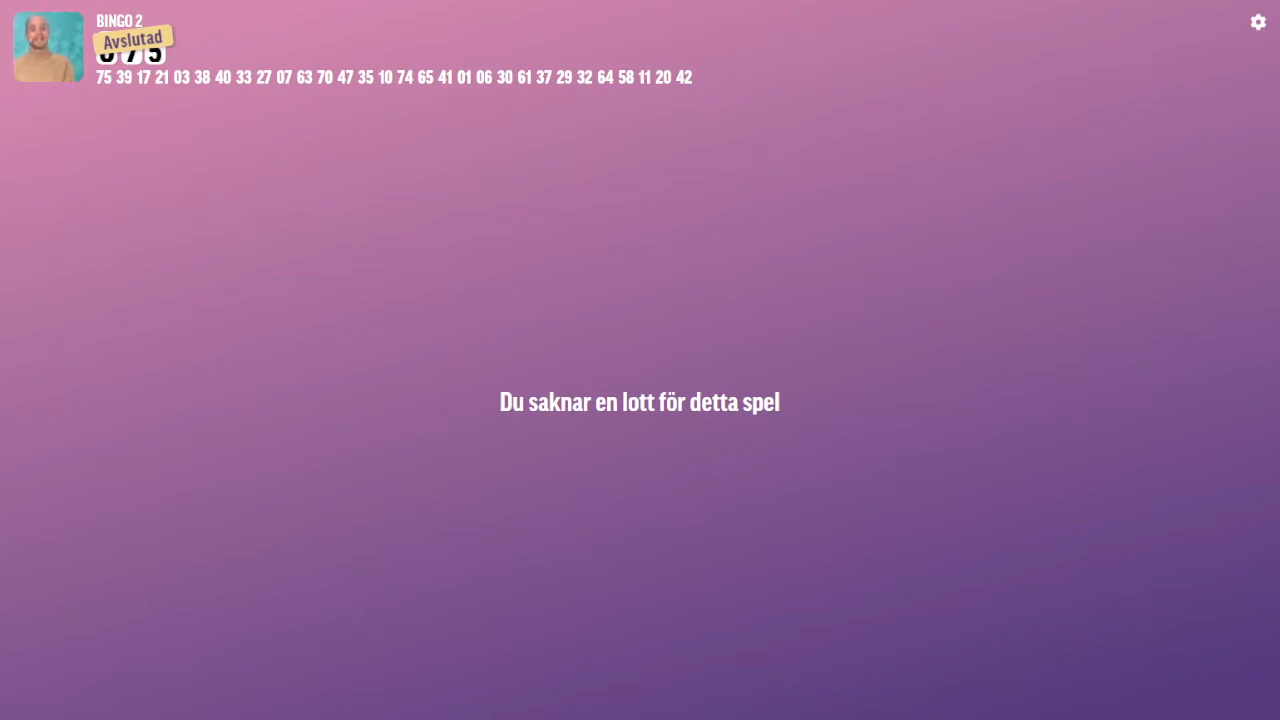 BINGO 2
Avslutad
75 39 17 21 03 38 40 33 27 07 63 70 47 35 10 74 65 41 01 06 30 61 37 29 32 64 58 11 20 42
Du saknar en lott för detta spel